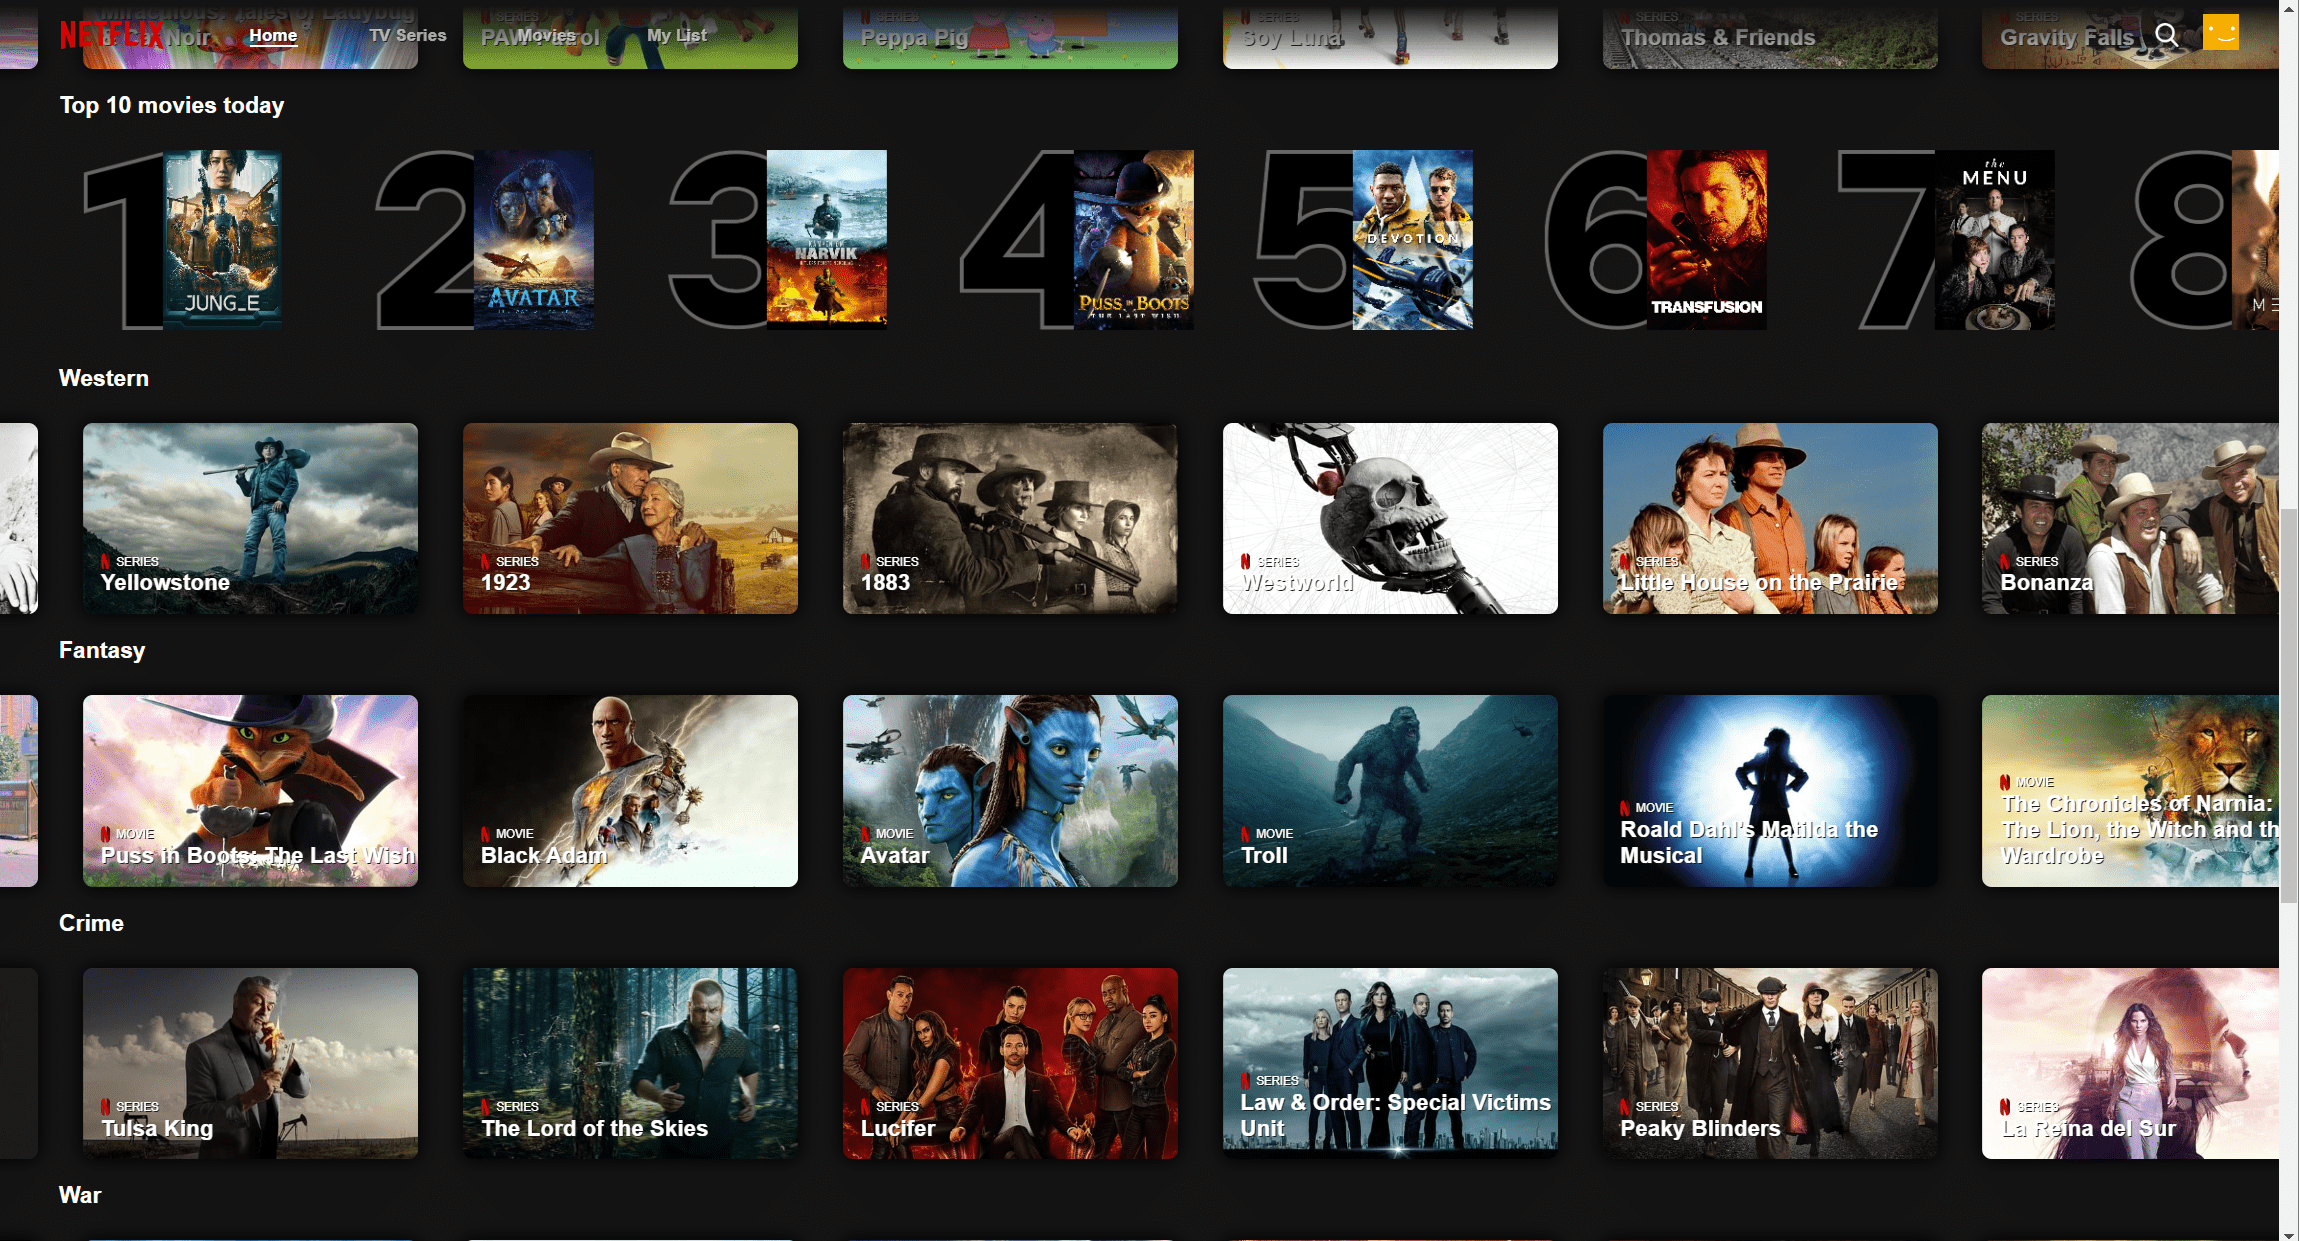 Miraculous: Tales of Ladybug
& Cat Noir
SERIES
PAW Patrol
SERIES
Peppa Pig
SERIES
Soy Luna
SERIES
Thomas & Friends
SERIES
Gravity Falls
NETFLIX
Home
TV Series
Movies
My List
Top 10 movies today
1
JUNG_E
2
AVATAR
3
NARVIK
4
PUSS IN BOOTS
THE LAST WISH
5
DEVOTION
6
TRANSFUSION
7
the
MENU
8
Western
SERIES
Yellowstone
SERIES
1923
SERIES
1883
SERIES
Westworld
SERIES
Little House on the Prairie
SERIES
Bonanza
Fantasy
MOVIE
Puss in Boots: The Last Wish
MOVIE
Black Adam
MOVIE
Avatar
MOVIE
Troll
MOVIE
Roald Dahl's Matilda the
Musical
MOVIE
The Chronicles of Narnia:
The Lion, the Witch and th
Wardrobe
Crime
SERIES
Tulsa King
SERIES
The Lord of the Skies
SERIES
Lucifer
SERIES
Law & Order: Special Victims
Unit
SERIES
Peaky Blinders
SERIES
La Reina del Sur
War